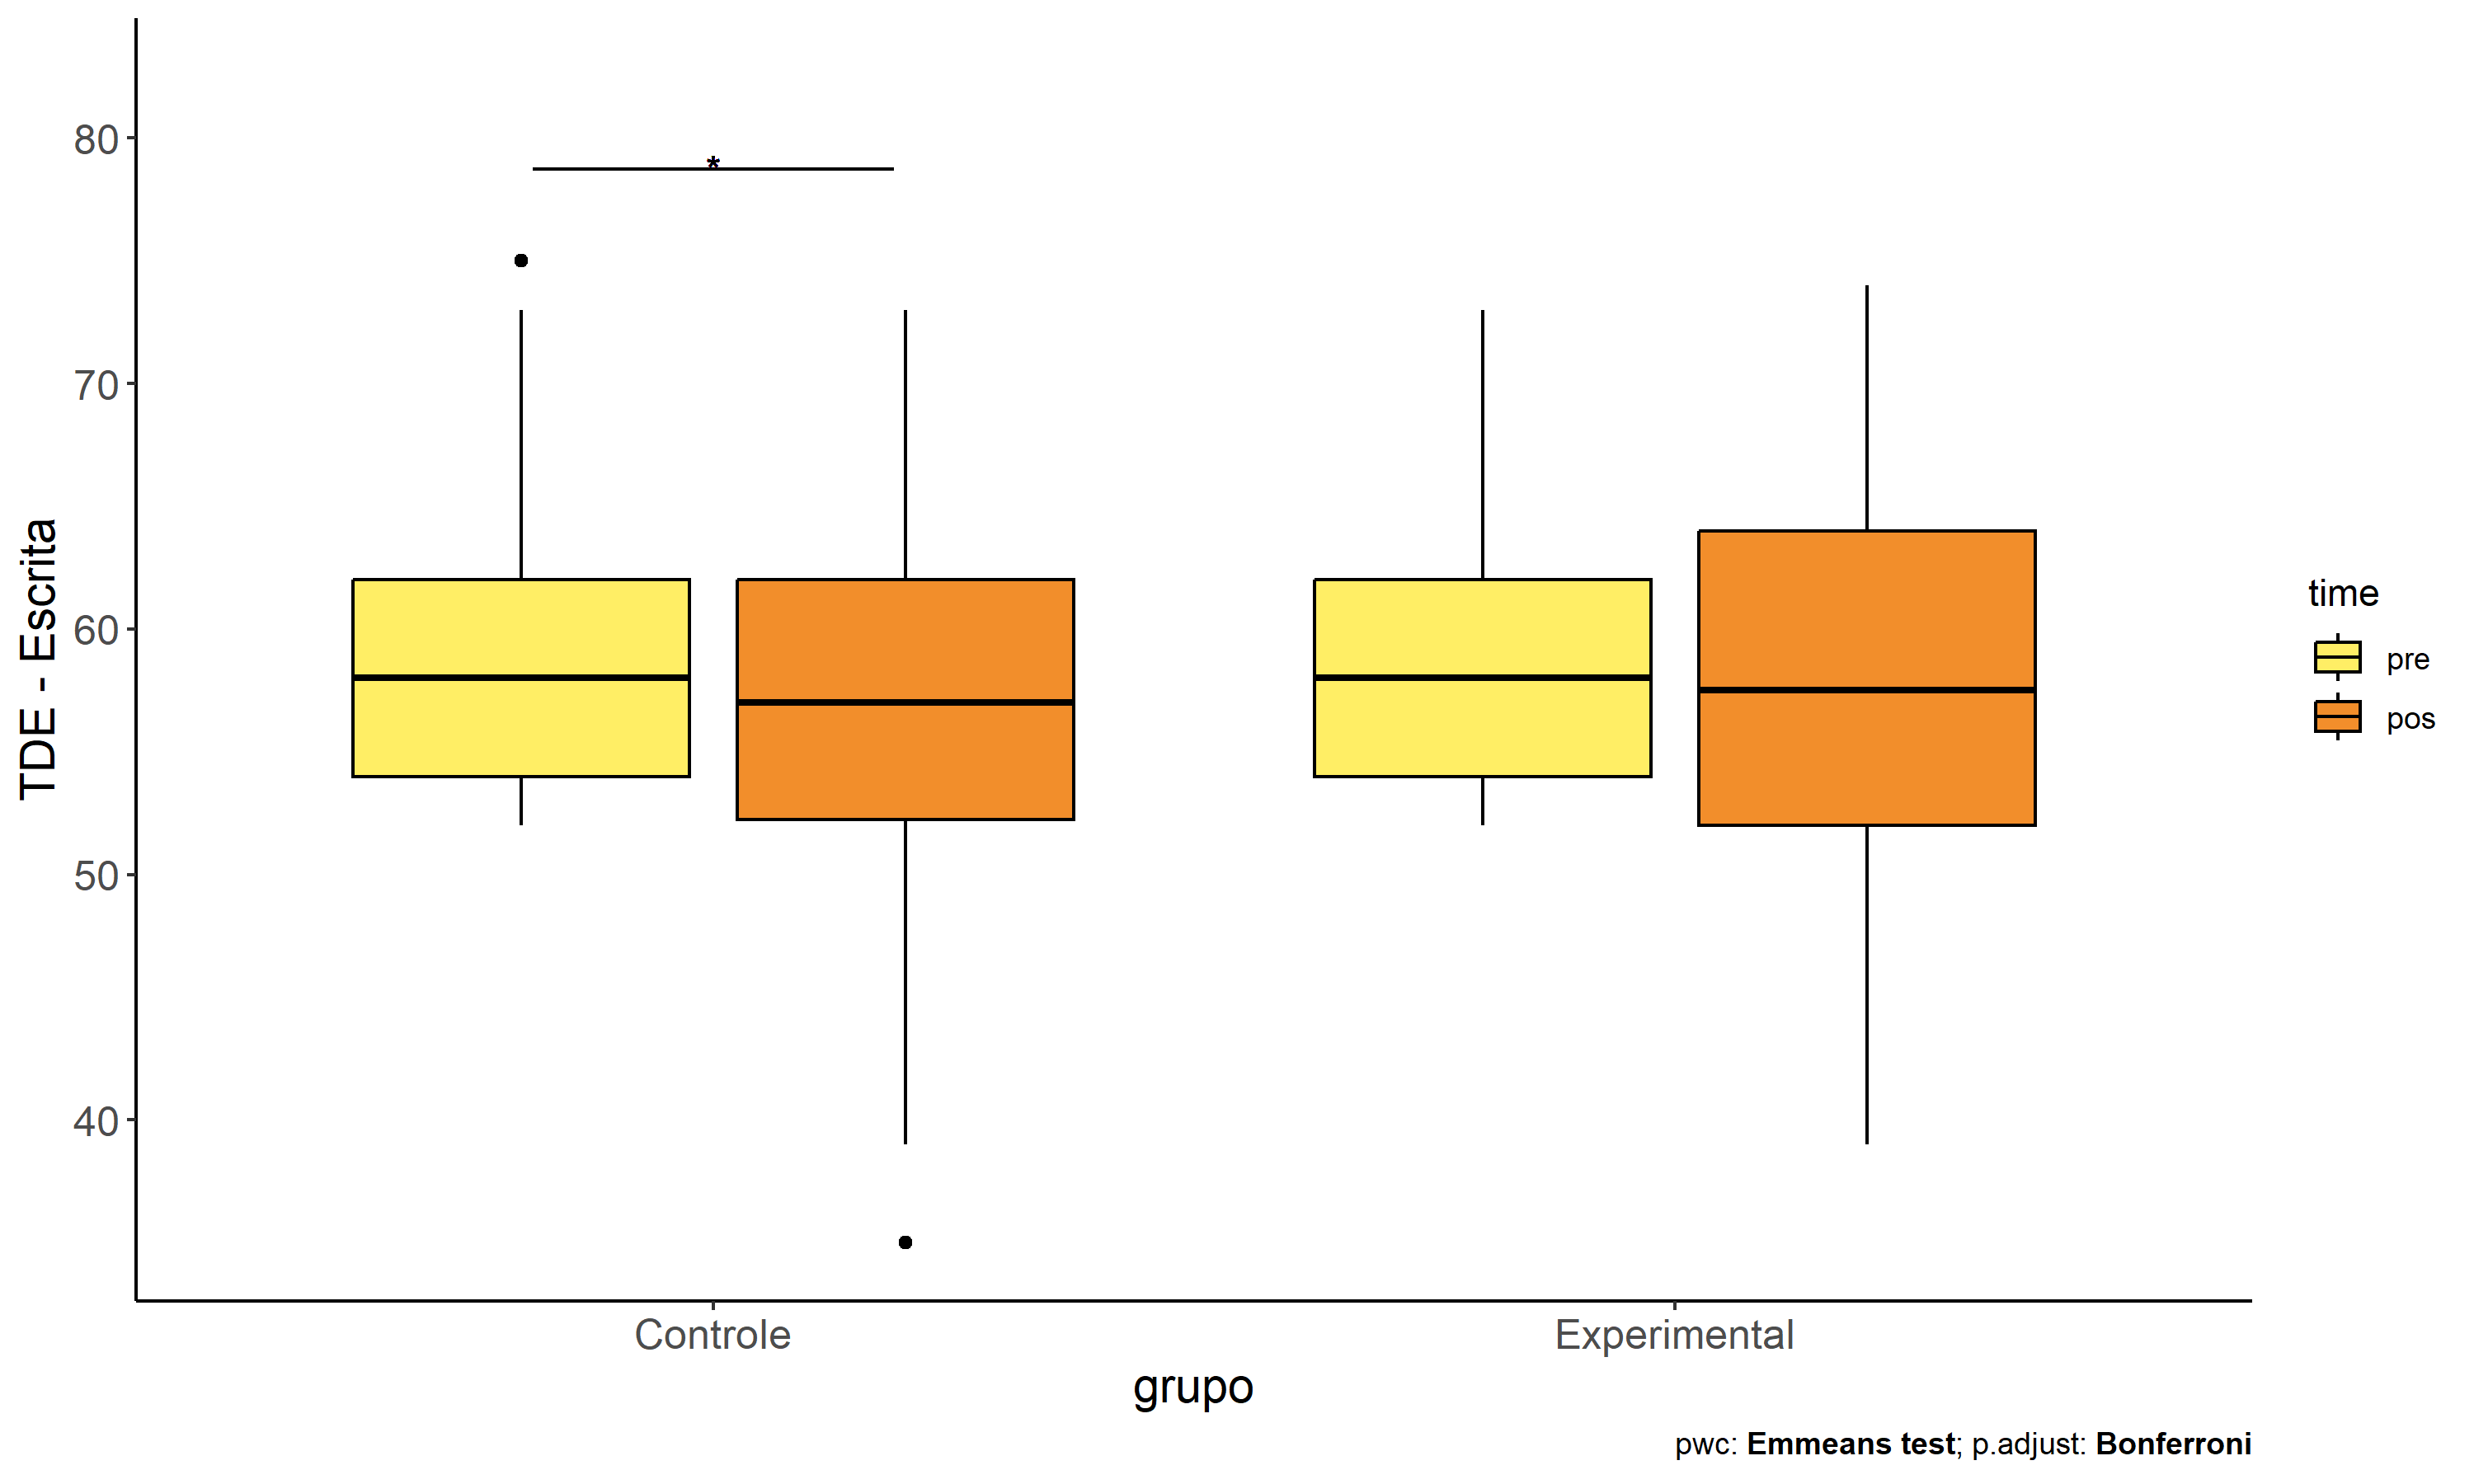 TDE - Escrita
80
70
60
50
40
*
Controle
Experimental
grupo
time
pre
pos
pwc: Emmeans test; p.adjust: Bonferroni